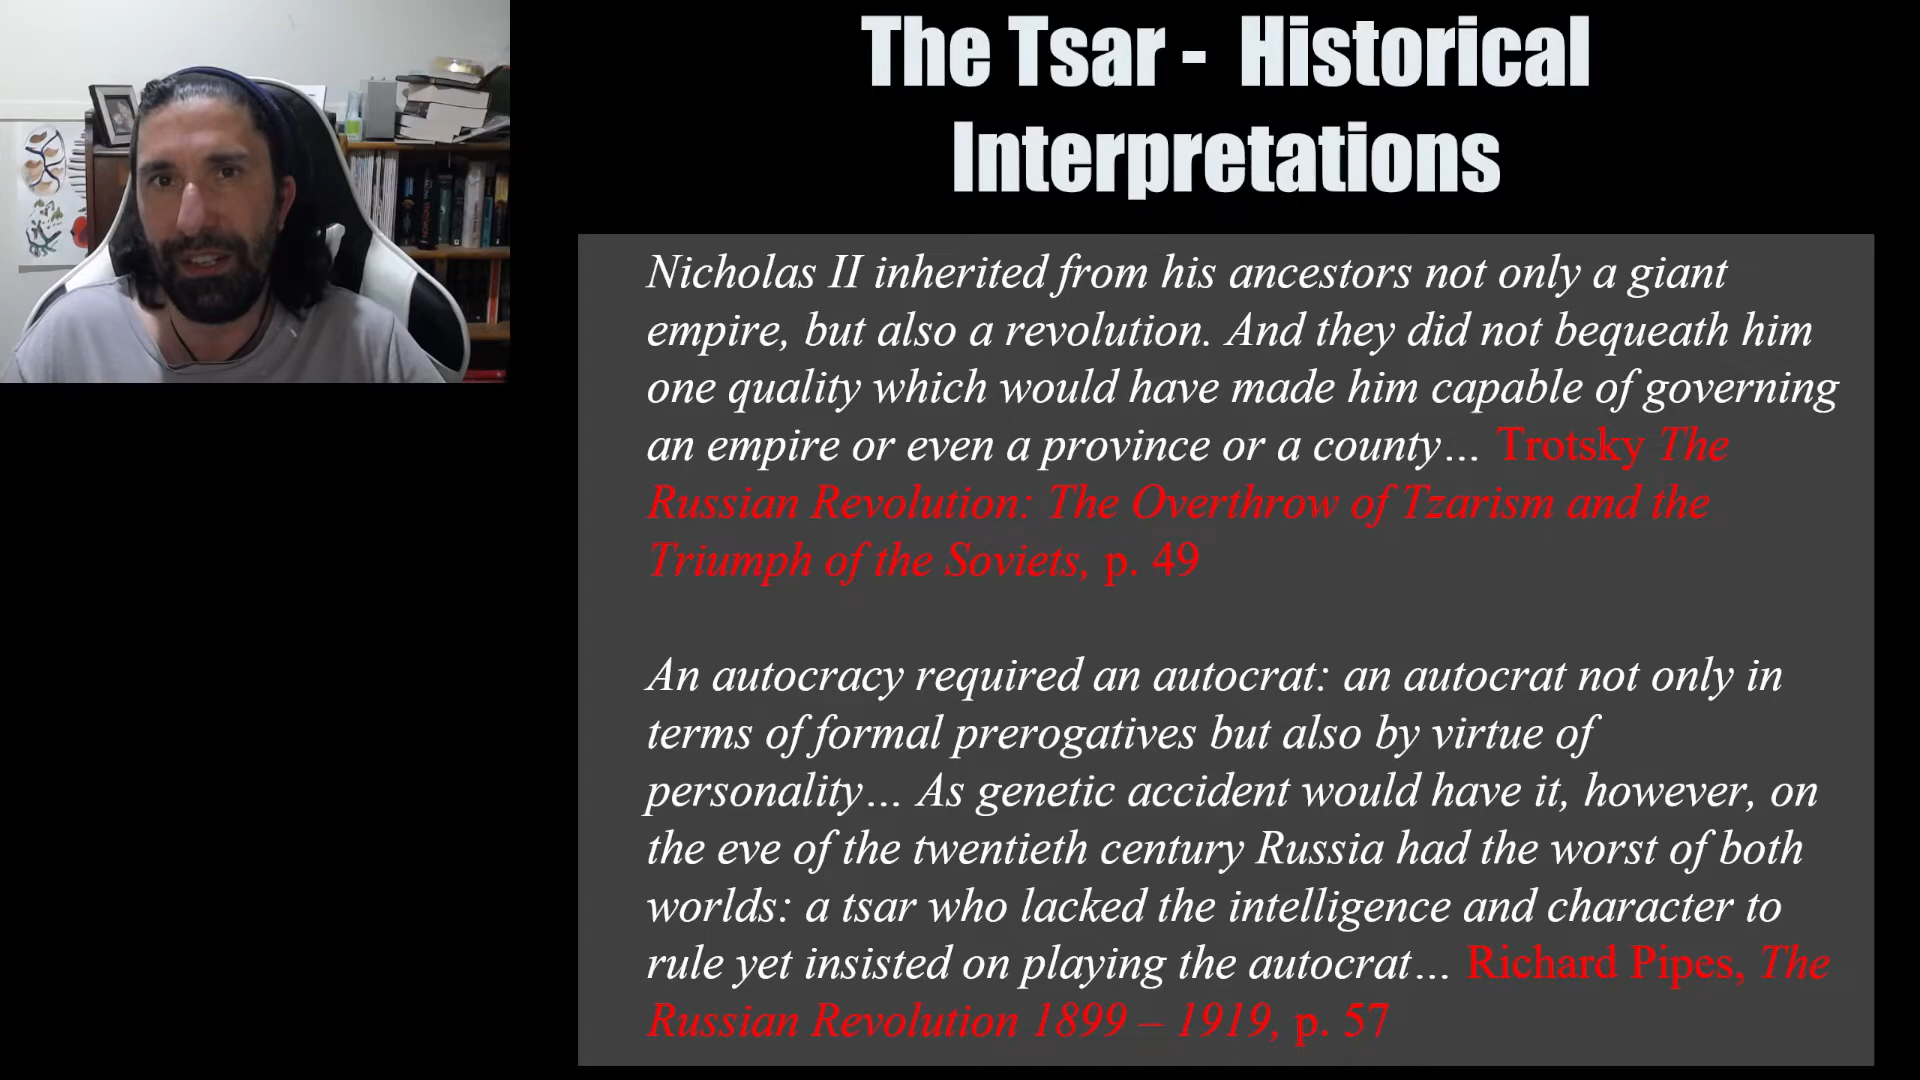 The Tsar - Historical
Interpretations
Nicholas II inherited from his ancestors not only a giant
empire, but also a revolution. And they did not bequeath him
one quality which would have made him capable of governing
an empire or even a province or a county… Trotsky The
Russian Revolution: The Overthrow of Tzarism and the
Triumph of the Soviets, p. 49
An autocracy required an autocrat: an autocrat not only in
terms of formal prerogatives but also by virtue of
personality… As genetic accident would have it, however, on
the eve of the twentieth century Russia had the worst of both
worlds: a tsar who lacked the intelligence and character to
rule yet insisted on playing the autocrat… Richard Pipes, The
Russian Revolution 1899 – 1919, p. 57